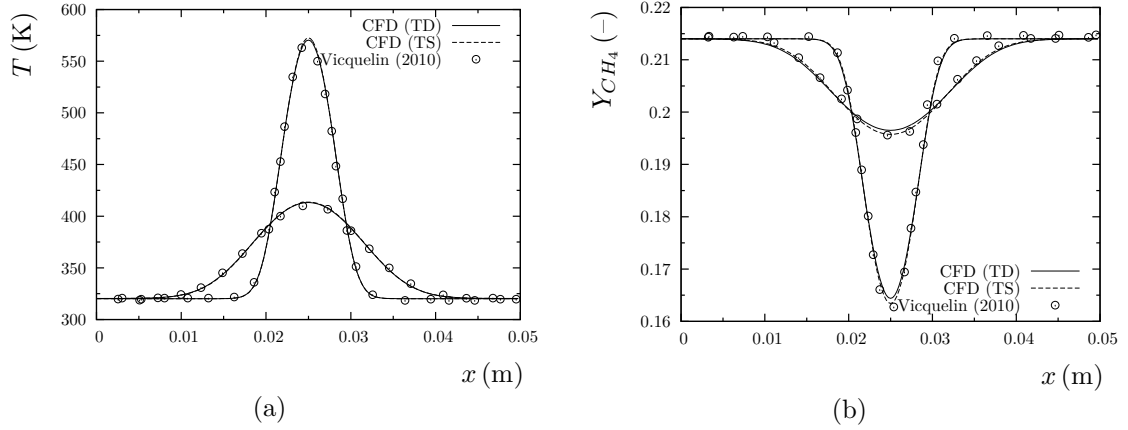 T (K)
600
550
500
450
400
350
300
0
0.01
0.02
0.03
0.04
0.05
CFD (TD)
CFD (TS)
Vicquelin (2010)
x (m)
(a)
Y_{CH_4} (−)
0.22
0.21
0.2
0.19
0.18
0.17
0.16
0
0.01
0.02
0.03
0.04
0.05
CFD (TD)
CFD (TS)
Vicquelin (2010)
x (m)
(b)